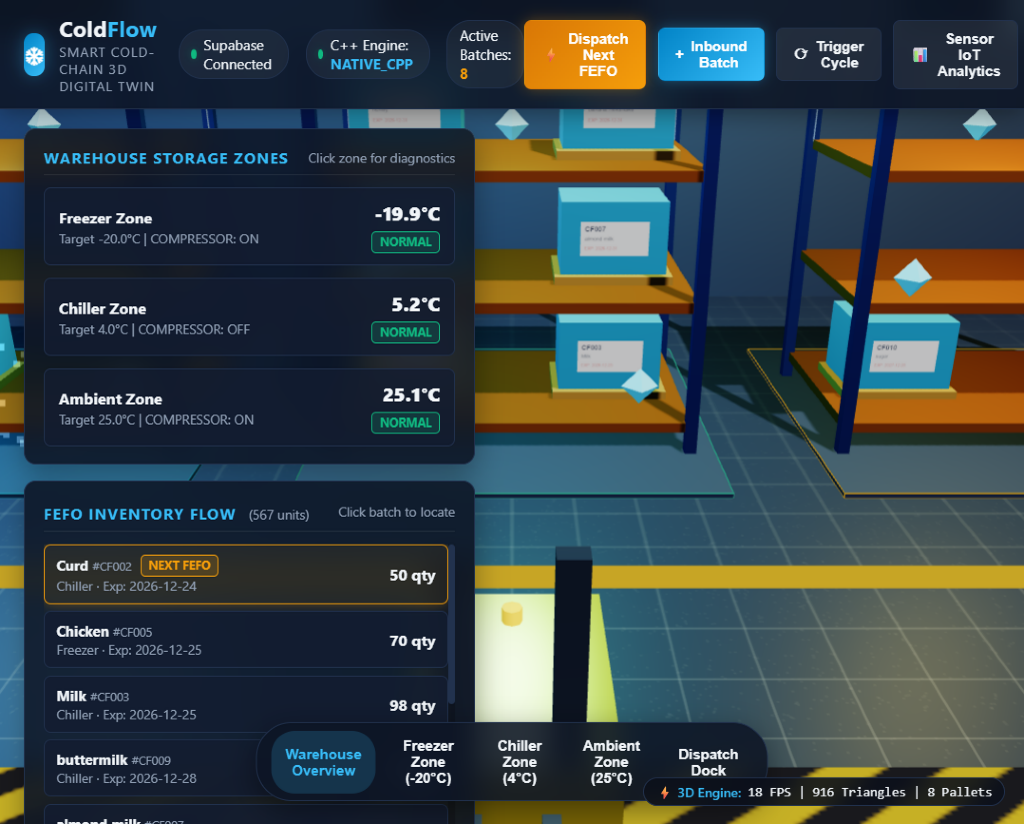 ColdFlow
SMART COLD-
CHAIN 3D
DIGITAL TWIN
Supabase
Connected
C++ Engine:
NATIVE_CPP
Active
Batches:
8
Dispatch
Next
FEFO
+ Inbound
Batch
Trigger
Cycle
Sensor
IoT
Analytics
WAREHOUSE STORAGE ZONES Click zone for diagnostics
Freezer Zone -19.9°C
Target -20.0°C | COMPRESSOR: ON NORMAL
Chiller Zone 5.2°C
Target 4.0°C | COMPRESSOR: OFF NORMAL
Ambient Zone 25.1°C
Target 25.0°C | COMPRESSOR: ON NORMAL
CF007
almond milk
CF003
CF010
FEFO INVENTORY FLOW (567 units) Click batch to locate
Curd #CF002 NEXT FEFO 50 qty
Chiller · Exp: 2026-12-24
Chicken #CF005 70 qty
Freezer · Exp: 2026-12-25
Milk #CF003 98 qty
Chiller · Exp: 2026-12-25
buttermilk #CF009
Chiller · Exp: 2026-12-28
almond milk #CF007
Warehouse
Overview
Freezer
Zone
(-20°C)
Chiller
Zone
(4°C)
Ambient
Zone
(25°C)
Dispatch
Dock
3D Engine: 18 FPS | 916 Triangles | 8 Pallets